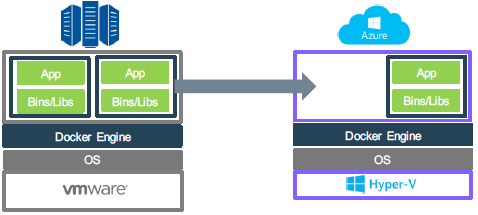 Azure
App
App
Bins/Libs
Bins/Libs
Docker Engine
OS
vmware
App
Bins/Libs
Docker Engine
OS
Hyper-V